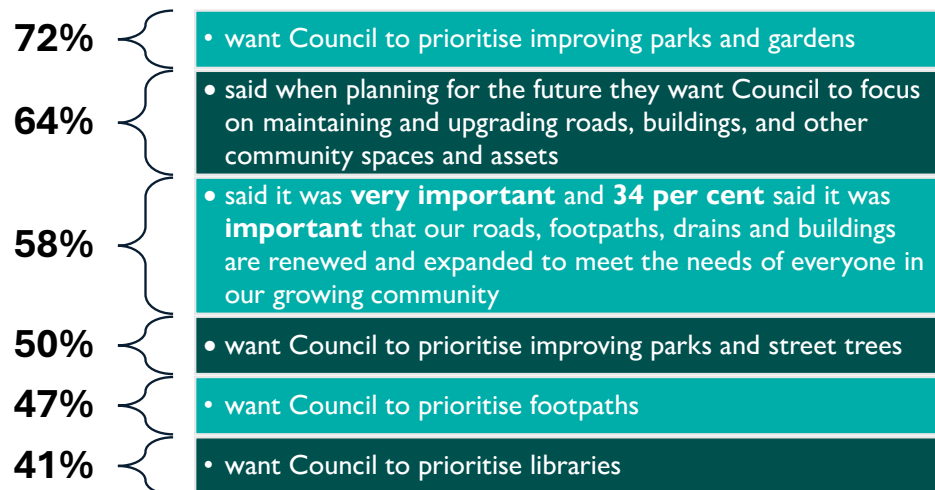 72%
• want Council to prioritise improving parks and gardens
64%
• said when planning for the future they want Council to focus
on maintaining and upgrading roads, buildings, and other
community spaces and assets
58%
• said it was very important and 34 per cent said it was
important that our roads, footpaths, drains and buildings
are renewed and expanded to meet the needs of everyone in
our growing community
50%
• want Council to prioritise improving parks and street trees
47%
• want Council to prioritise footpaths
41%
• want Council to prioritise libraries